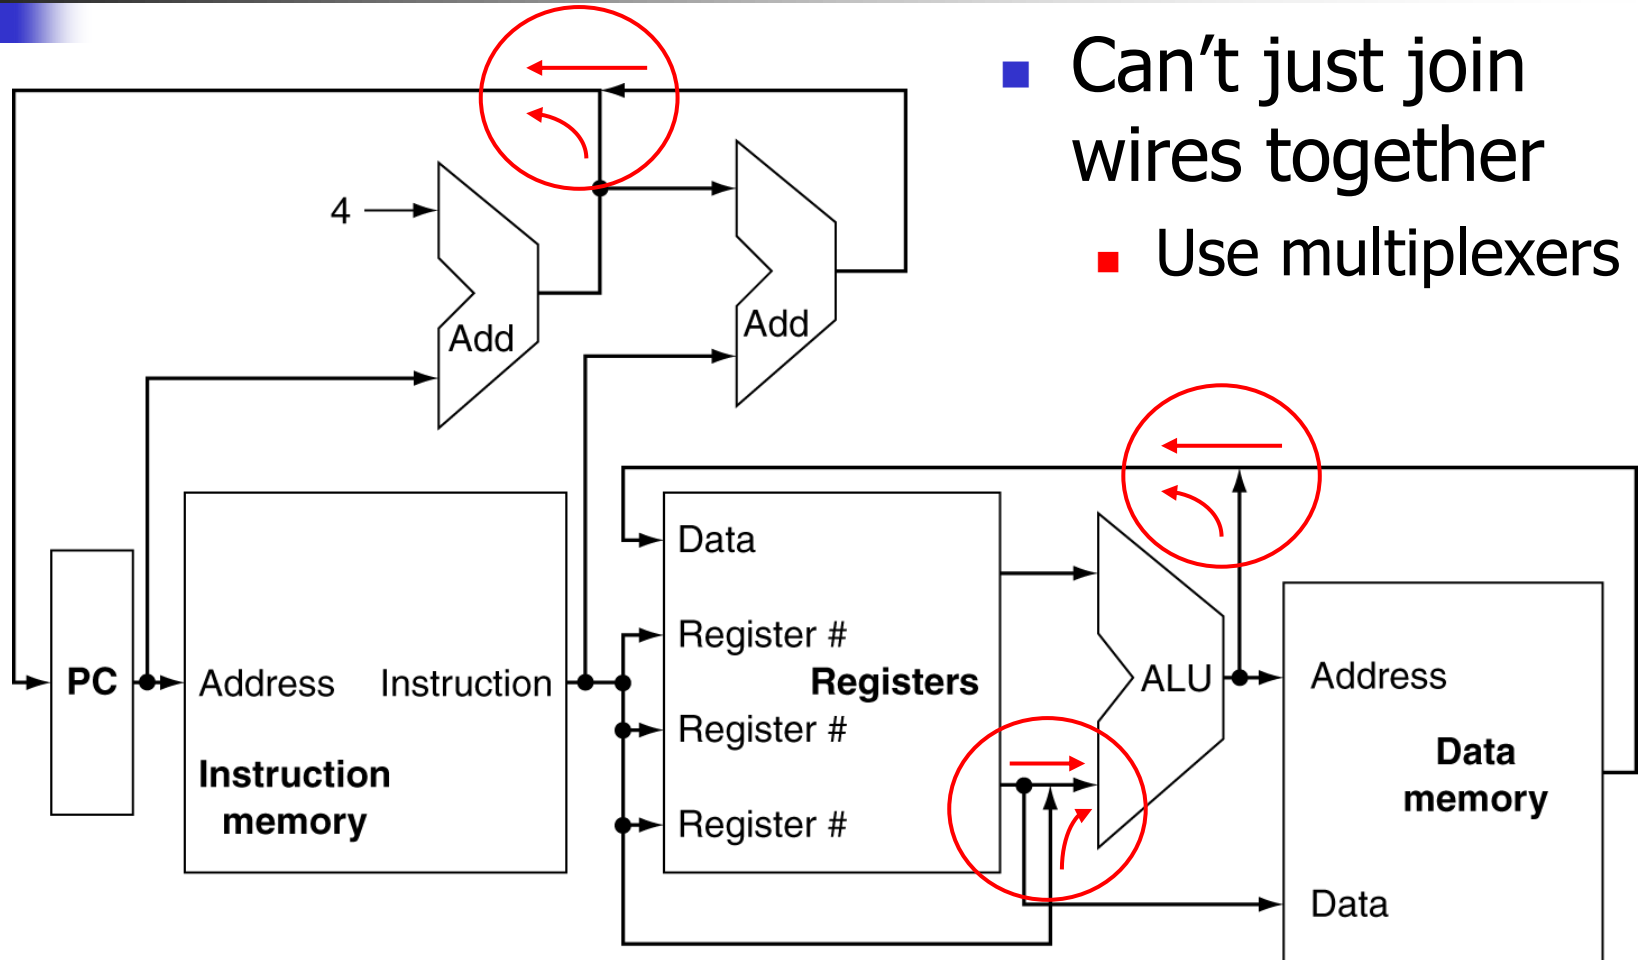 Can’t just join
wires together
Use multiplexers
4
Add
Add
Data
Register #
PC
Address
Instruction
Registers
ALU
Address
Register #
Instruction
memory
Data
memory
Register #
Data